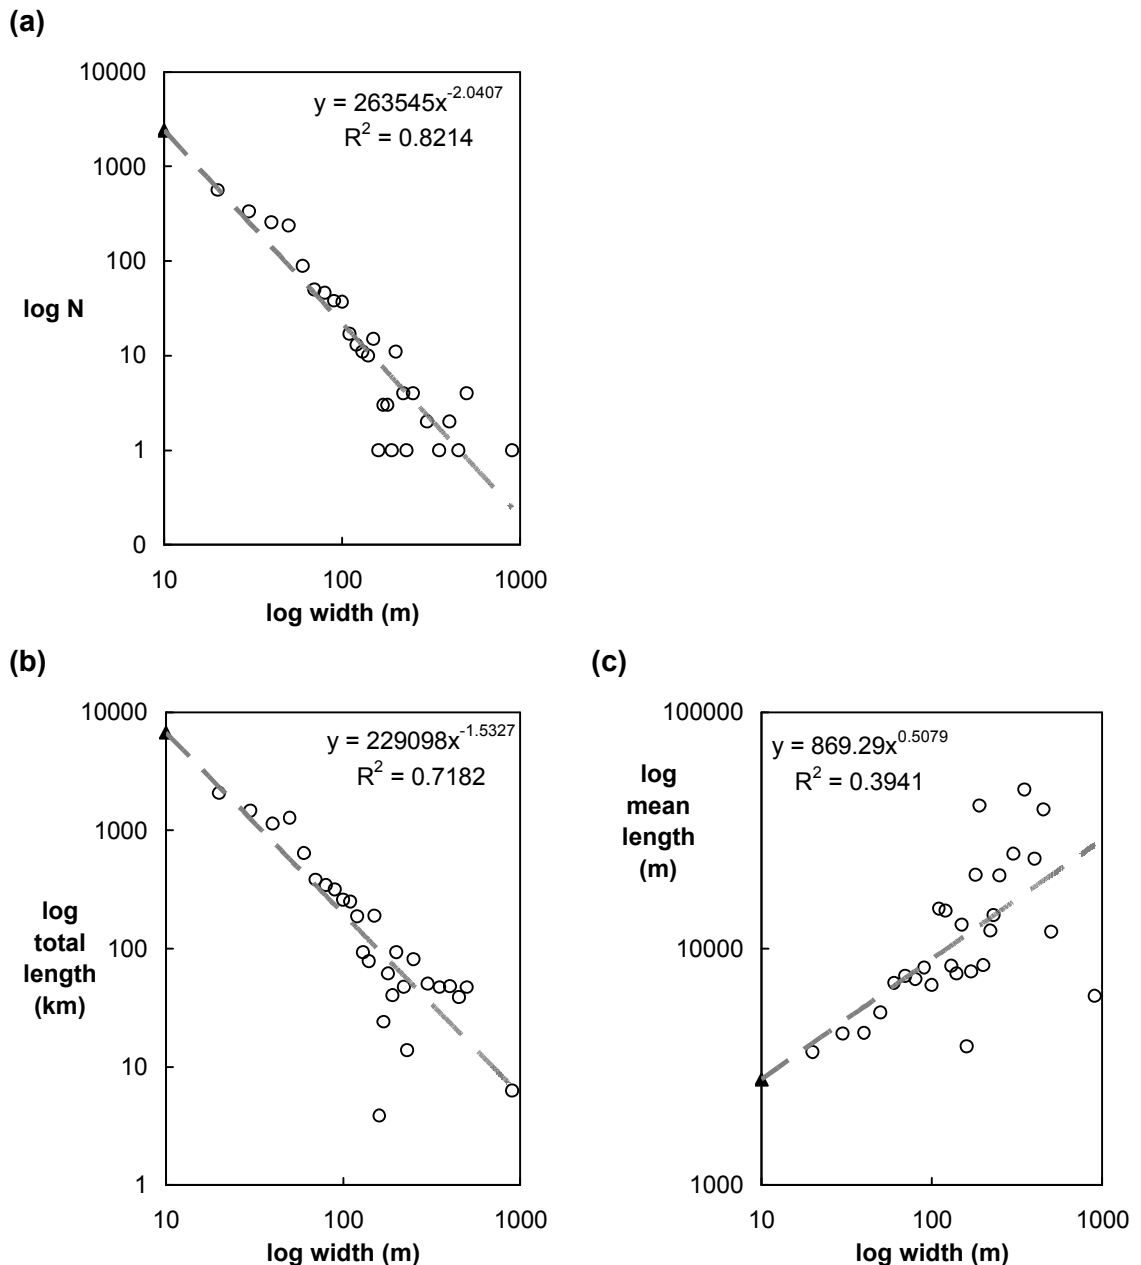 (a)
10000
1000
100
10
1
0
log N
y = 263545x^-2.0407
R^2 = 0.8214
10 100 1000
log width (m)
(b)
10000
1000
100
10
1
log
total
length
(km)
y = 229098x^-1.5327
R^2 = 0.7182
10 100 1000
log width (m)
(c)
100000
10000
1000
log
mean
length
(m)
y = 869.29x^0.5079
R^2 = 0.3941
10 100 1000
log width (m)